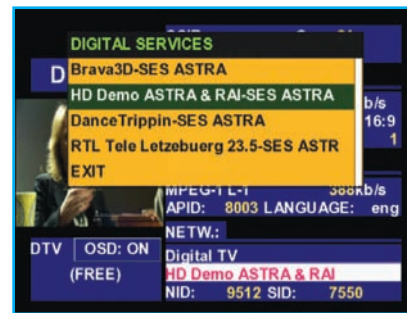 DIGITAL SERVICES
Brava3D-SES ASTRA
HD Demo ASTRA & RAI-SES ASTRA
DanceTrippin-SES ASTRA
RTL Tele Letzebuerg 23.5-SES ASTR
EXIT
D
b/s
16:9
1
MPEG-1 L-1 388kb/s
APID: 8003 LANGUAGE: eng
NETW.:
DTV OSD: ON
(FREE)
Digital TV
HD Demo ASTRA & RAI
NID: 9512 SID: 7550